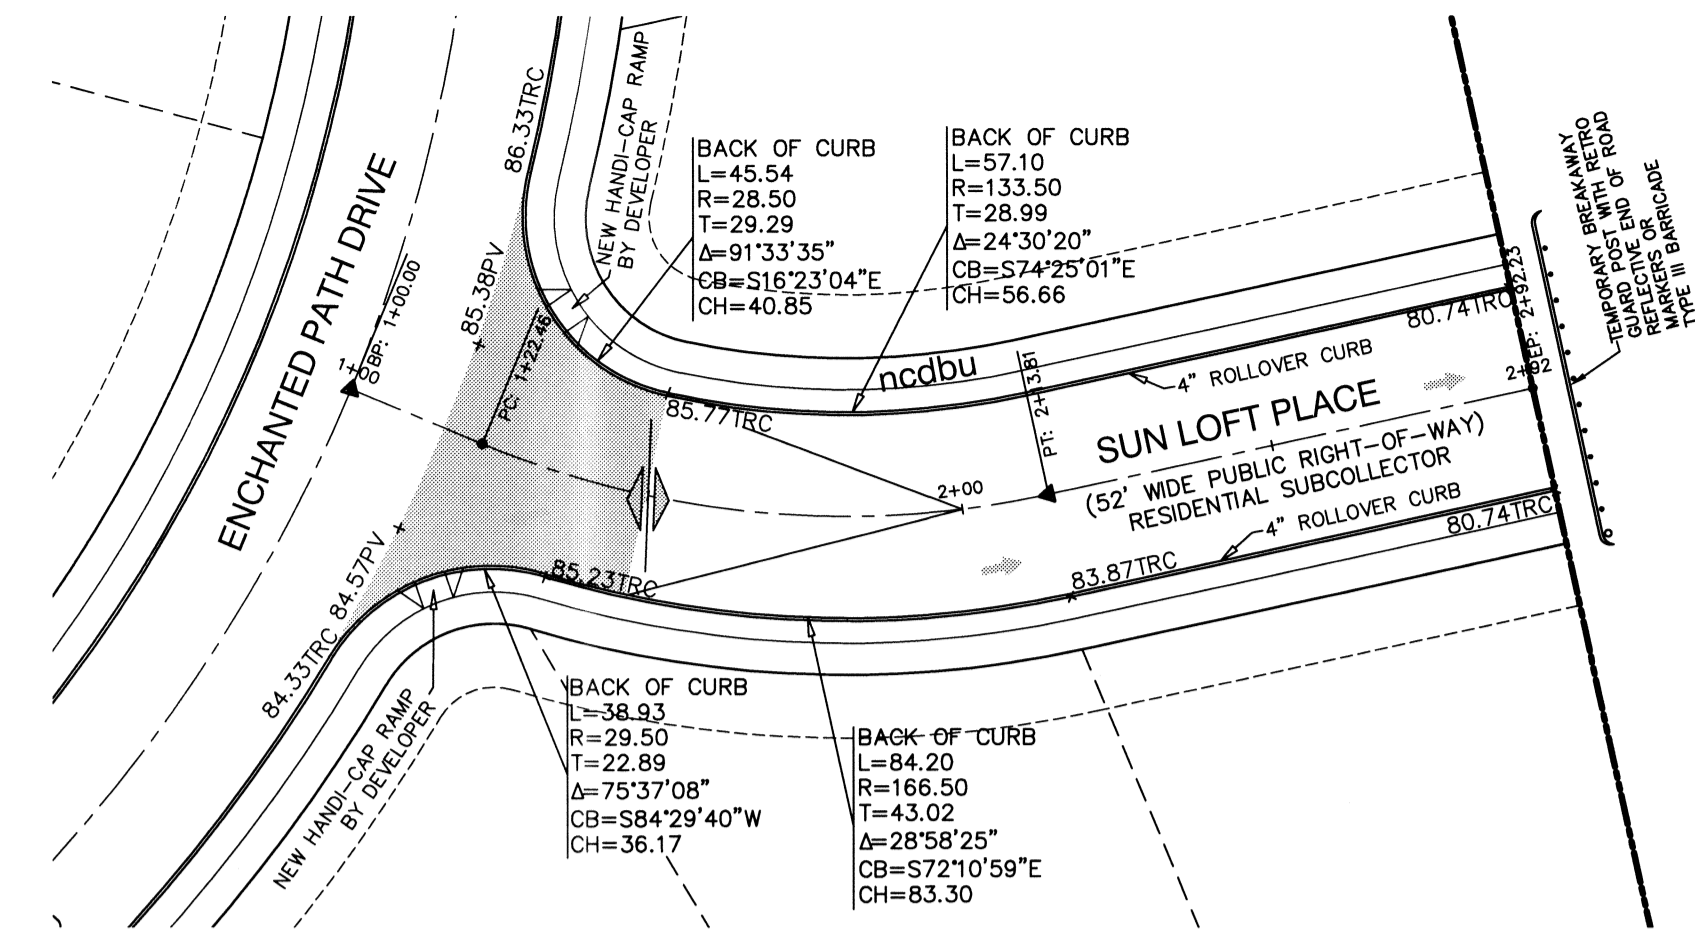 86.33TRC
NEW HANDI-CAP RAMP
BY DEVELOPER
ENCHANTED PATH DRIVE
BP: 1+00.00
1+00
85.38PV
PC: 1+22.46
BACK OF CURB
L=45.54
R=28.50
T=29.29
Δ=91°33'35"
CB=S16°23'04"E
CH=40.85
BACK OF CURB
L=57.10
R=133.50
T=28.99
Δ=24°30'20"
CB=S74°25'01"E
CH=56.66
TEMPORARY BREAKAWAY
GUARD POST WITH RETRO
REFLECTIVE END OF ROAD
MARKERS OR
TYPE III BARRICADE
EP: 2+92.23
2+92
80.74TRC
4" ROLLOVER CURB
ncdbu
PT: 2+13.81
85.77TRC
SUN LOFT PLACE
(52' WIDE PUBLIC RIGHT-OF-WAY)
RESIDENTIAL SUBCOLLECTOR
2+00
4" ROLLOVER CURB
80.74TRC
83.87TRC
85.23TRC
84.57PV
84.33TRC
NEW HANDI-CAP RAMP
BY DEVELOPER
BACK OF CURB
L=38.93
R=29.50
T=22.89
Δ=75°37'08"
CB=S84°29'40"W
CH=36.17
BACK OF CURB
L=84.20
R=166.50
T=43.02
Δ=28°58'25"
CB=S72°10'59"E
CH=83.30